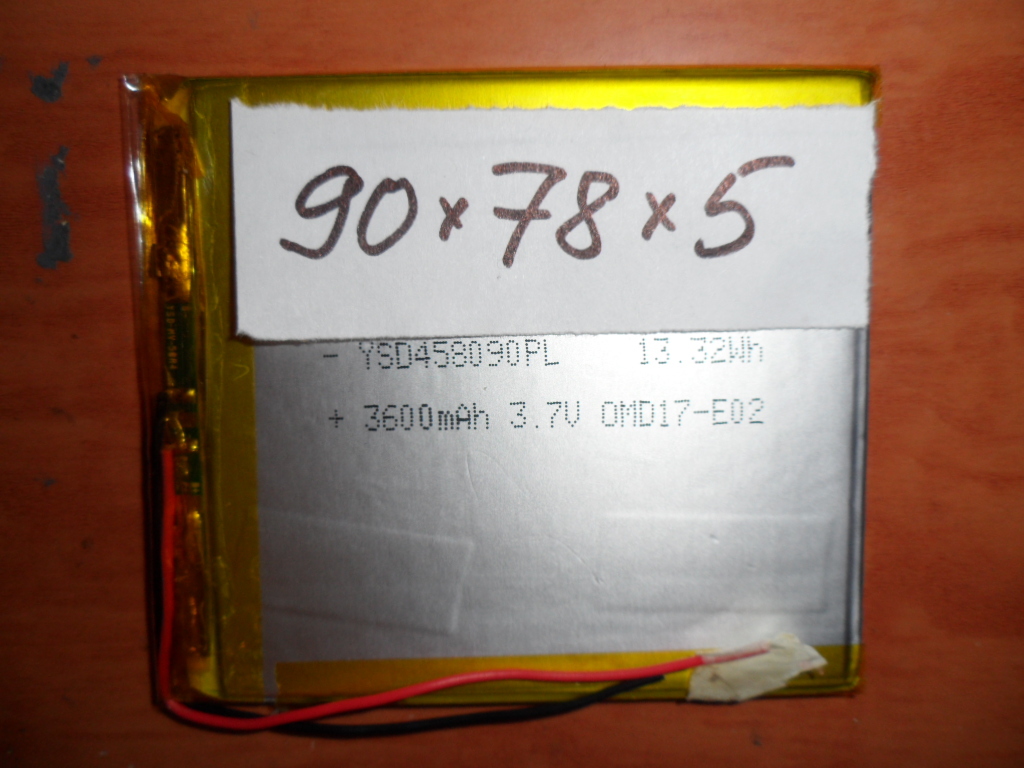 90 x 78 x 5
- YSD458090PL 13.32Wh
+ 3600mAh 3.7V OMD17-E02